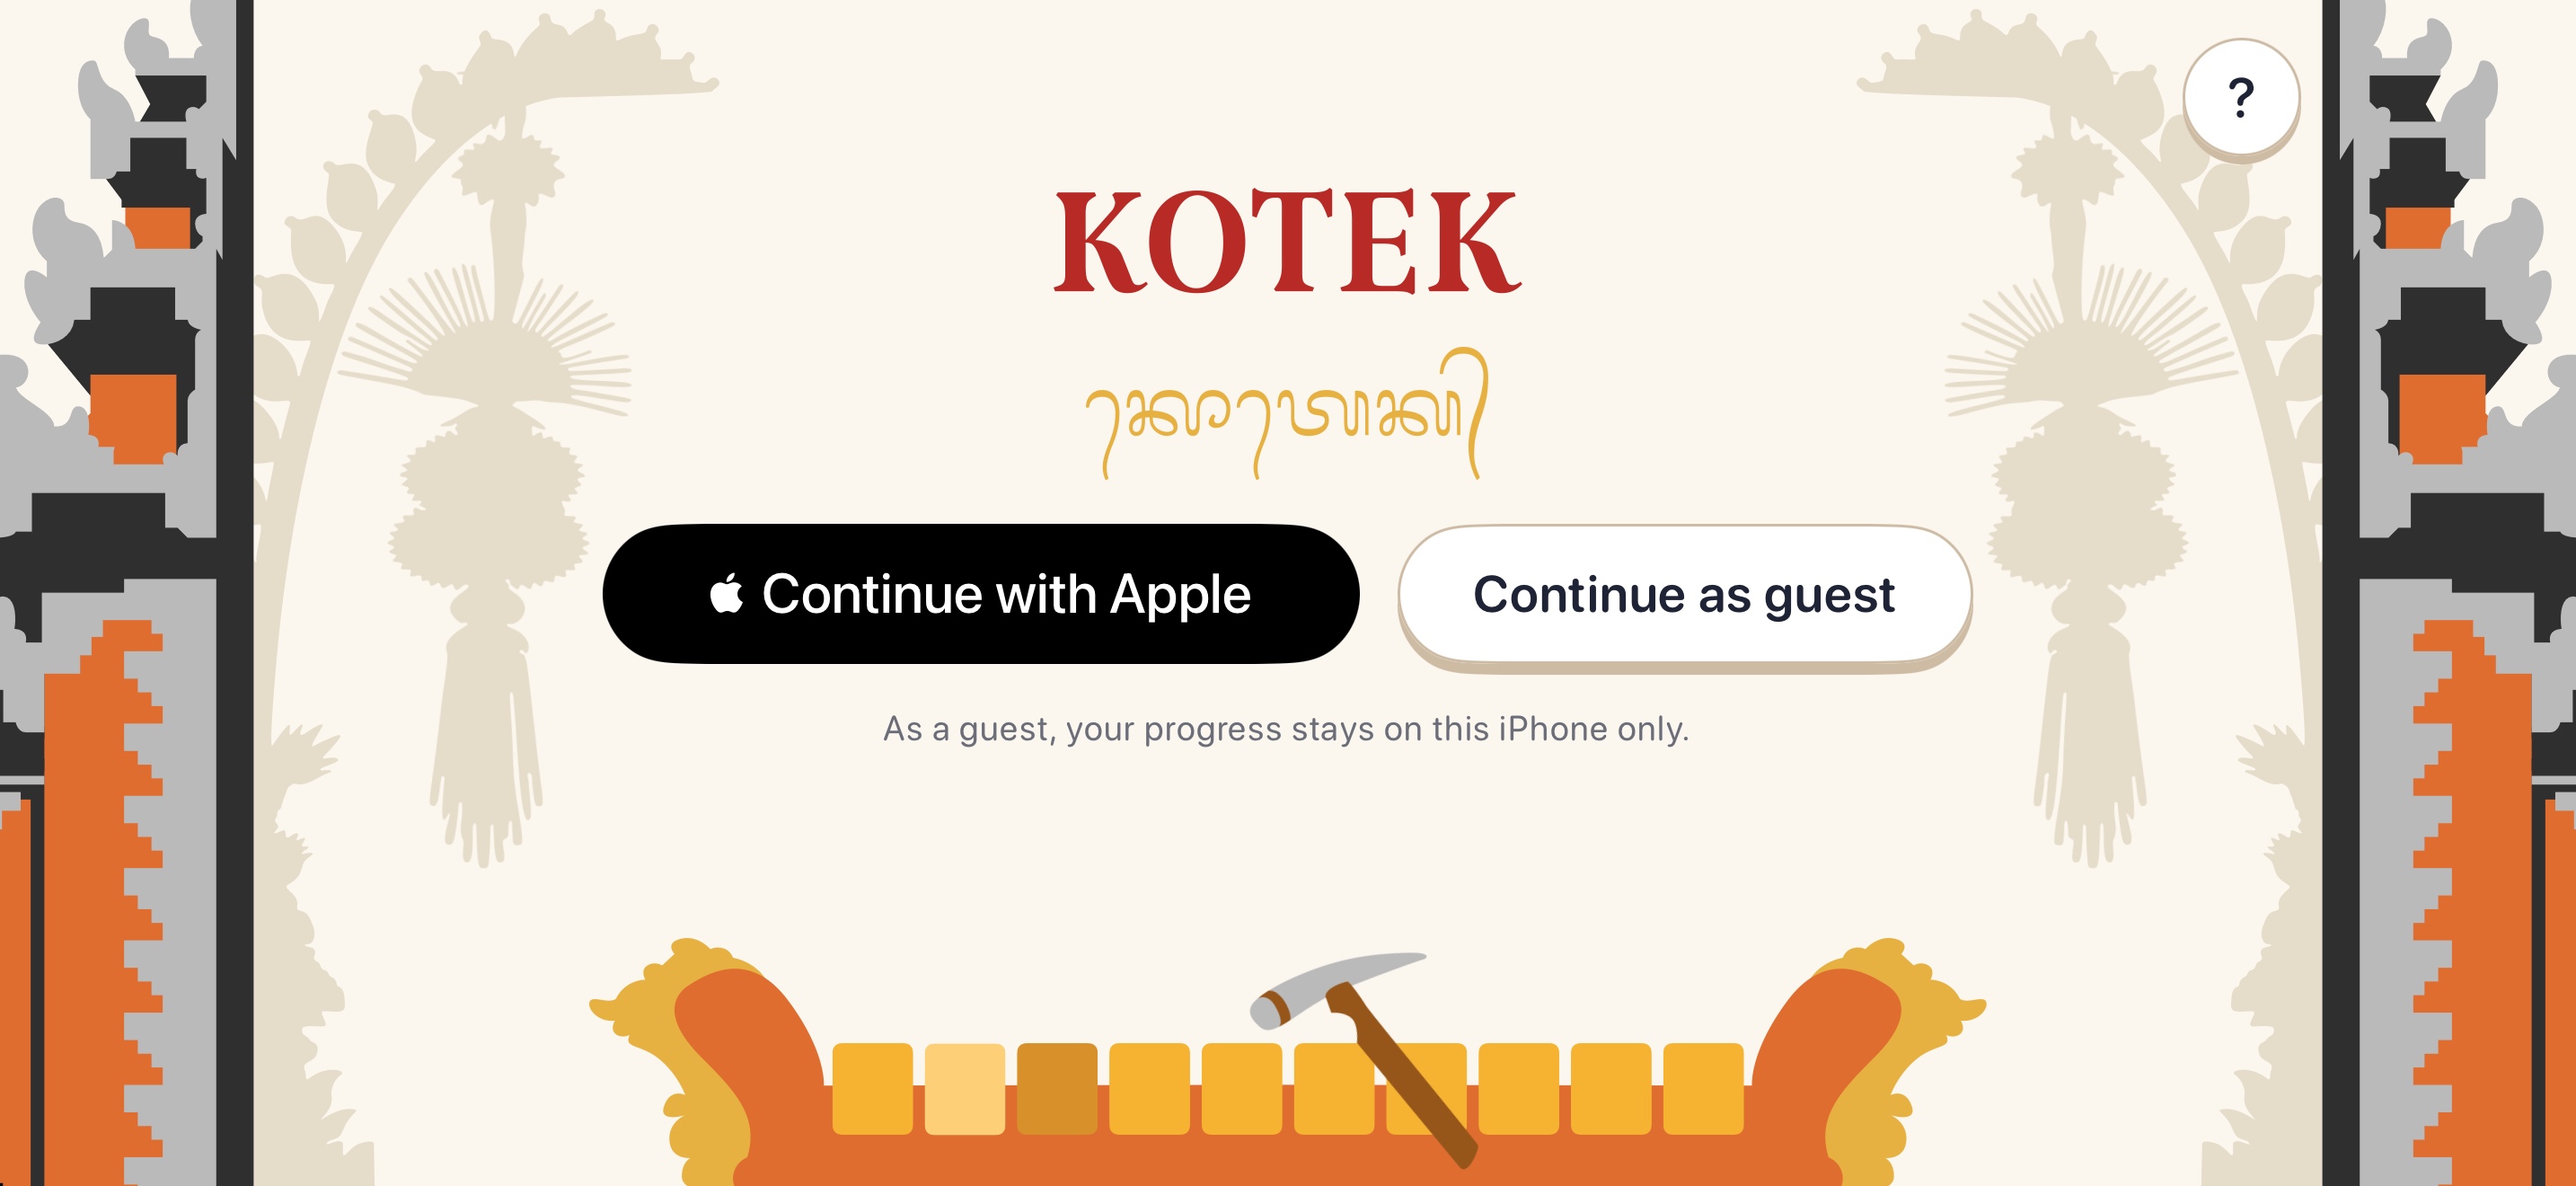 ?
KOTEK
ᬓᭀᬢᬾᬓ᭄
Continue with Apple
Continue as guest
As a guest, your progress stays on this iPhone only.